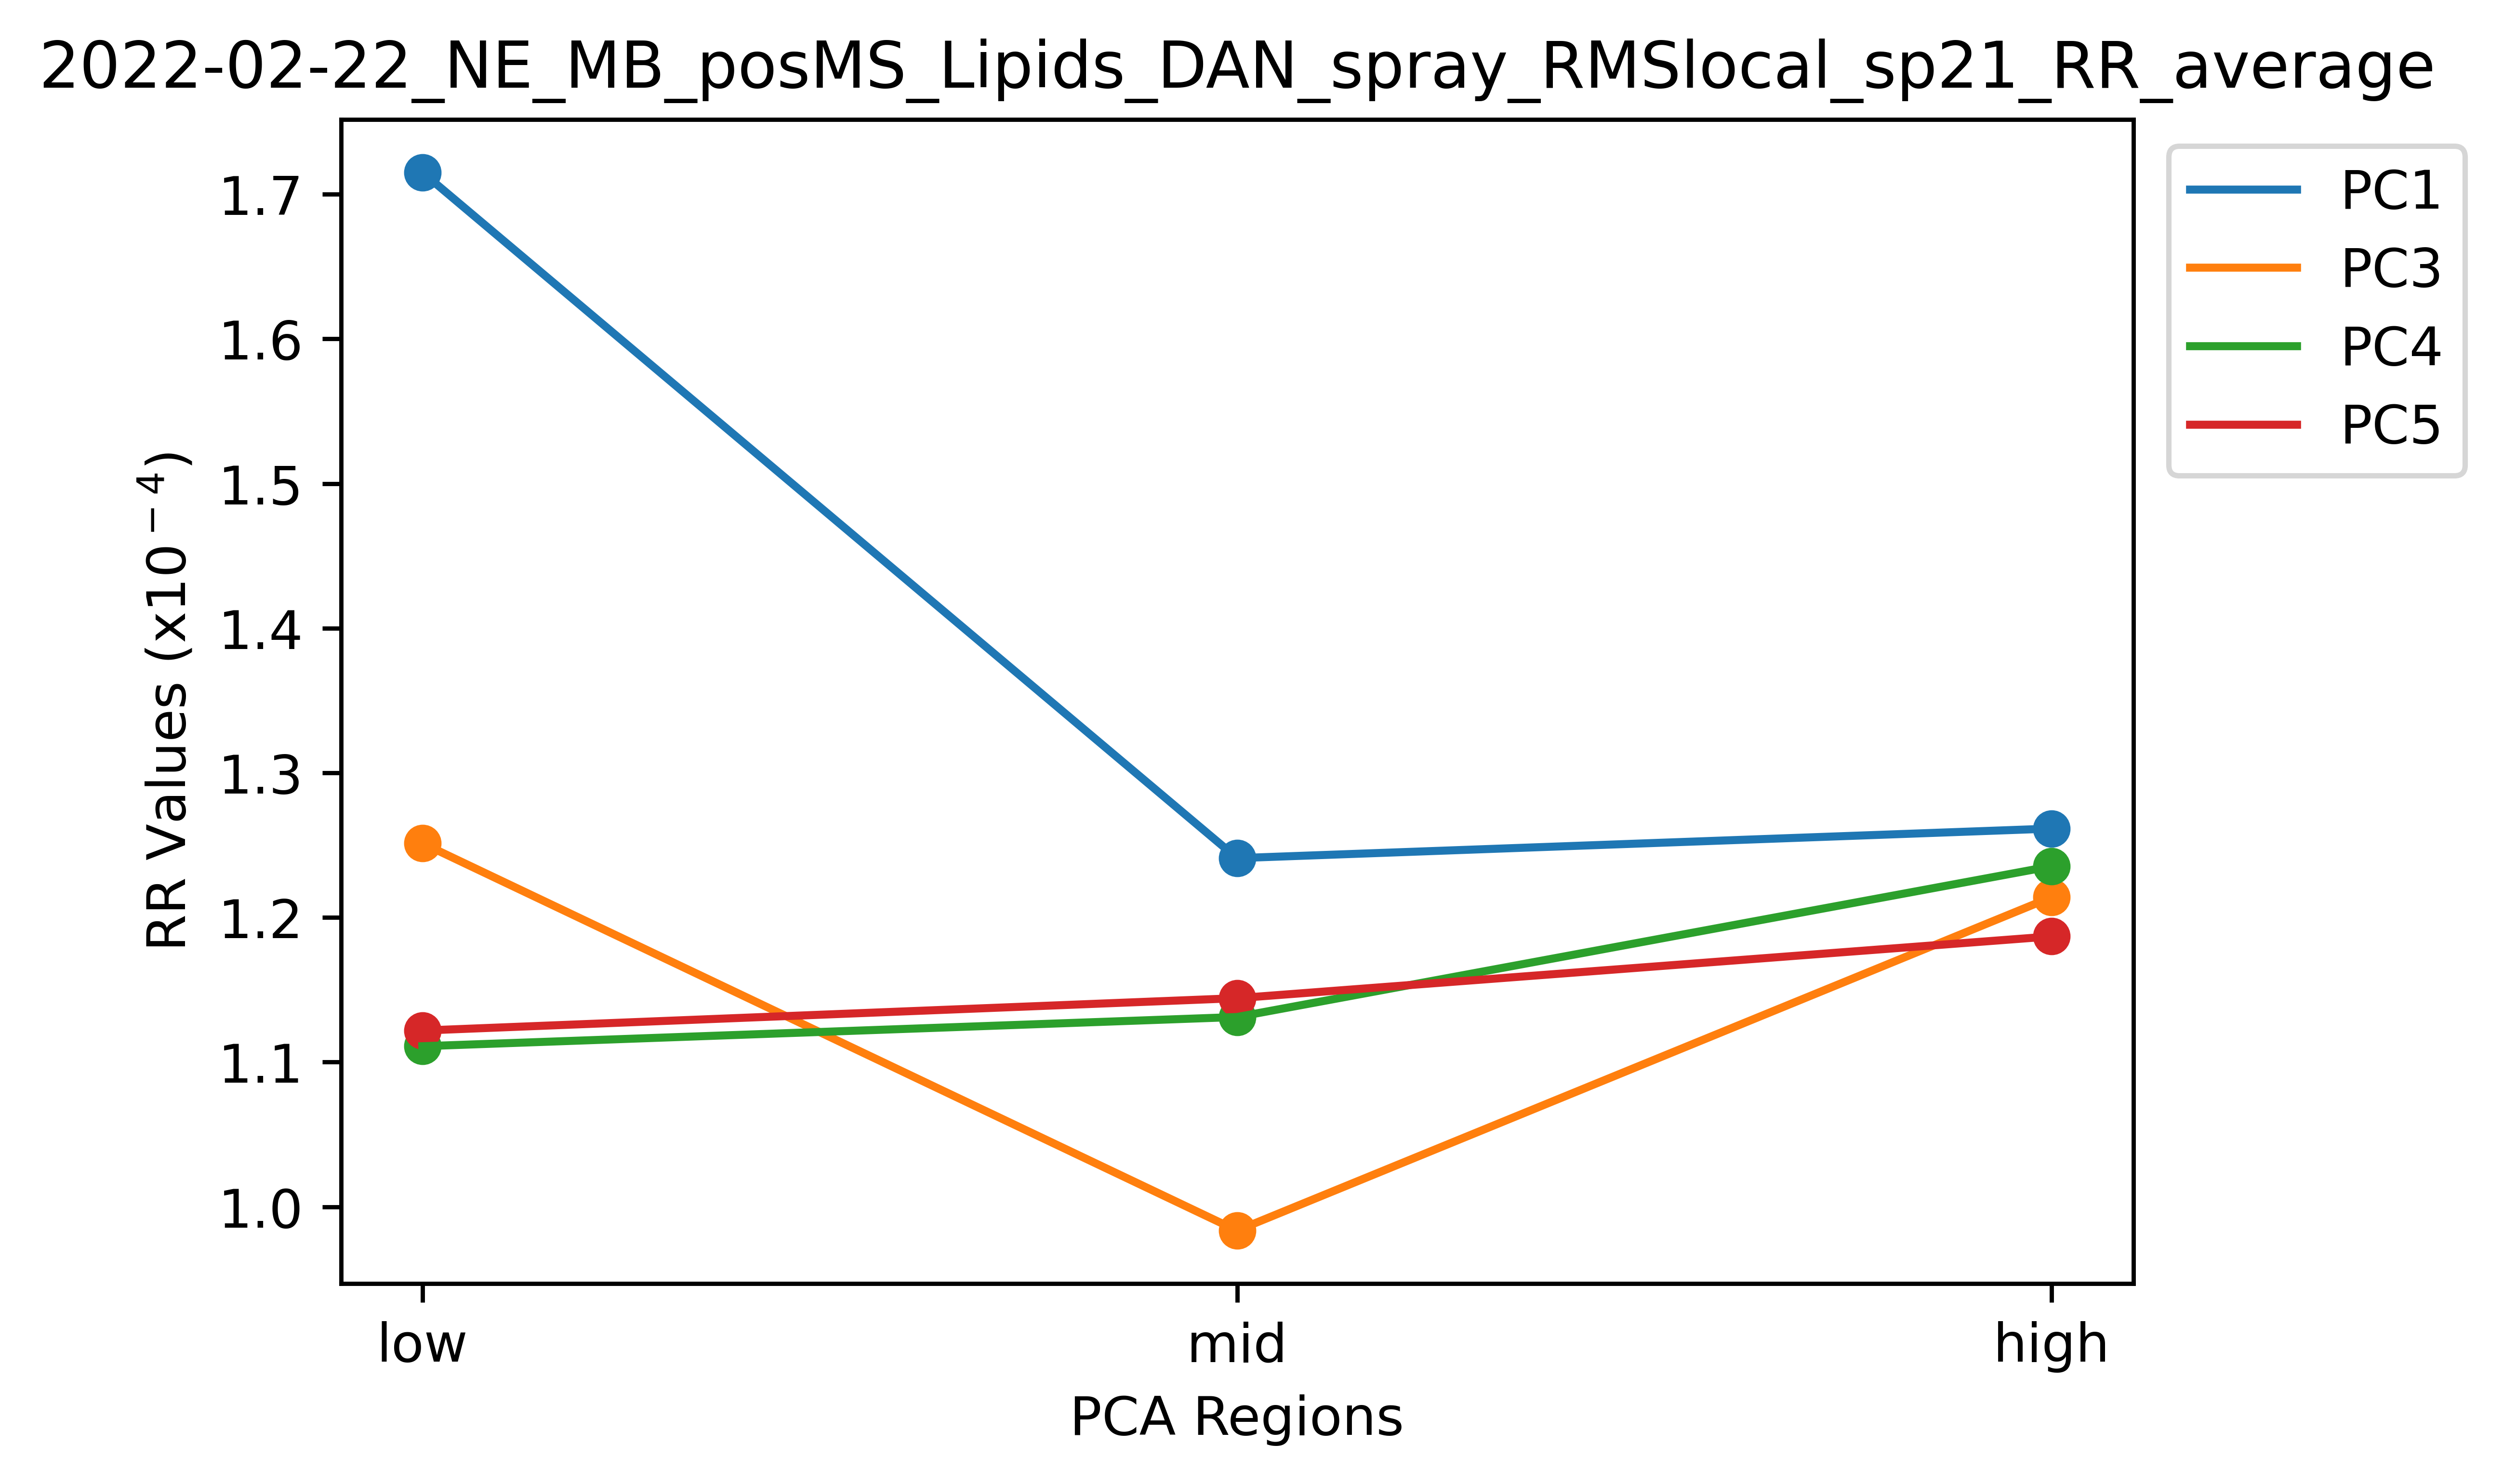 2022-02-22_NE_MB_posMS_Lipids_DAN_spray_RMSlocal_sp21_RR_average
PC1
PC3
PC4
PC5
RR Values (x10⁻⁴)
1.7
1.6
1.5
1.4
1.3
1.2
1.1
1.0
low mid high
PCA Regions